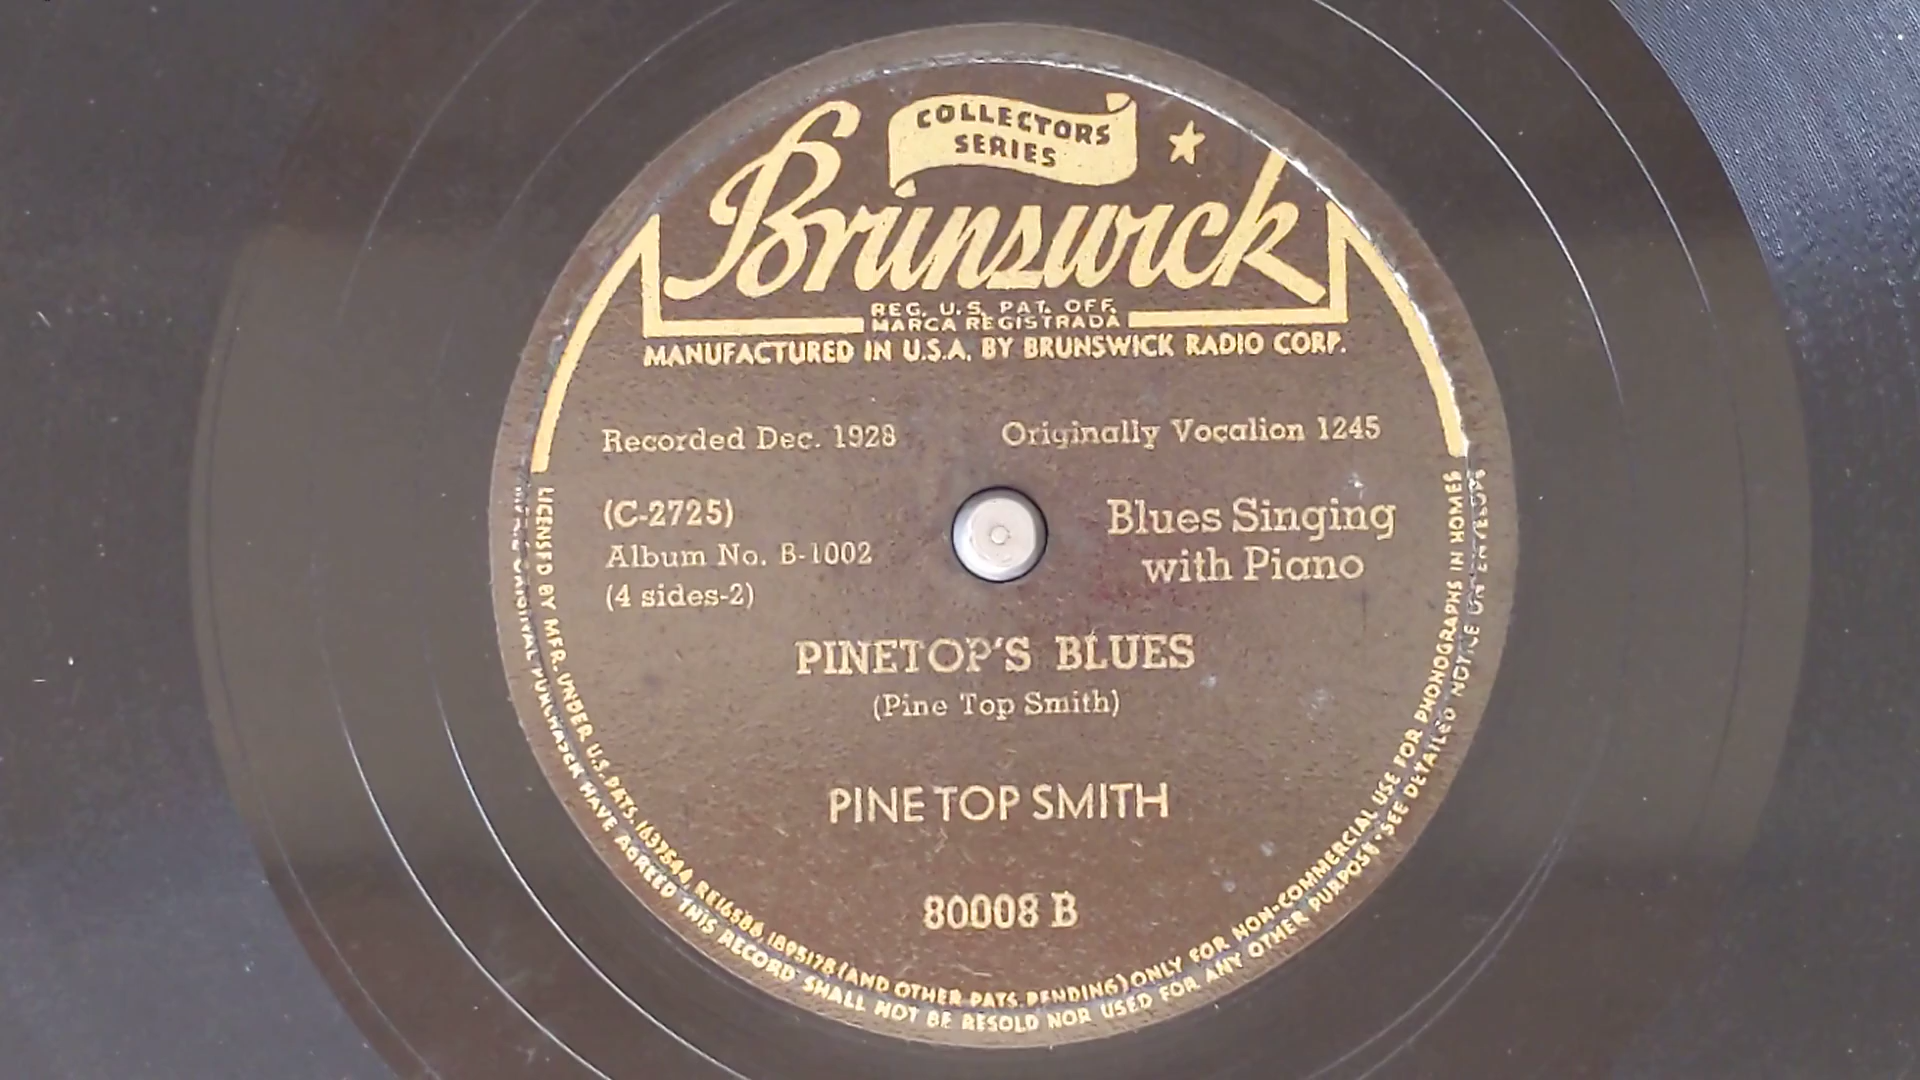 COLLECTORS
SERIES
Brunswick
REG. U.S. PAT. OFF.
MARCA REGISTRADA
MANUFACTURED IN U.S.A. BY BRUNSWICK RADIO CORP.
Recorded Dec. 1928
Originally Vocalion 1245
(C-2725)
Album No. B-1002
(4 sides-2)
Blues Singing
with Piano
PINETOP'S BLUES
(Pine Top Smith)
PINE TOP SMITH
80008 B
LICENSED BY MFR. UNDER U.S. PATS. 1637544 RE16588 1895178 (AND OTHER PATS. PENDING) ONLY FOR NON-COMMERCIAL USE FOR PHONOGRAPHS IN HOMES
ORIGINAL PURCHASER HAVE AGREED THIS RECORD SHALL NOT BE RESOLD NOR USED FOR ANY OTHER PURPOSE SEE DETAILED NOTICE ON ENVELOPE